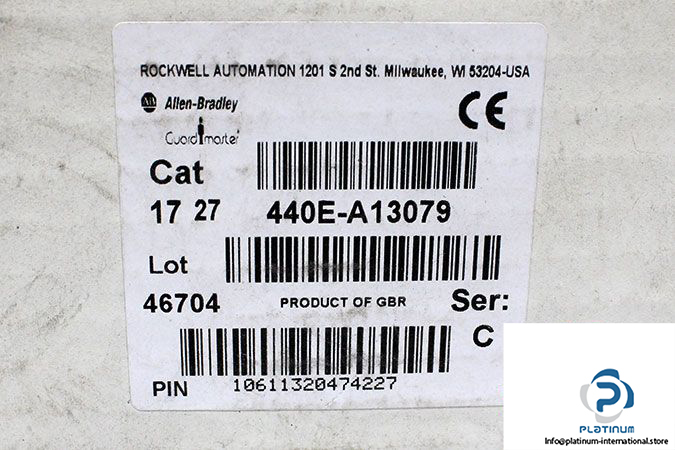 ROCKWELL AUTOMATION 1201 S 2nd St. Milwaukee, WI 53204-USA
AB Allen-Bradley
Guardmaster
CE
Cat
17 27 440E-A13079
Lot
46704 PRODUCT OF GBR Ser:
C
PIN 10611320474227
PLATINUM
Info@platinum-international.store